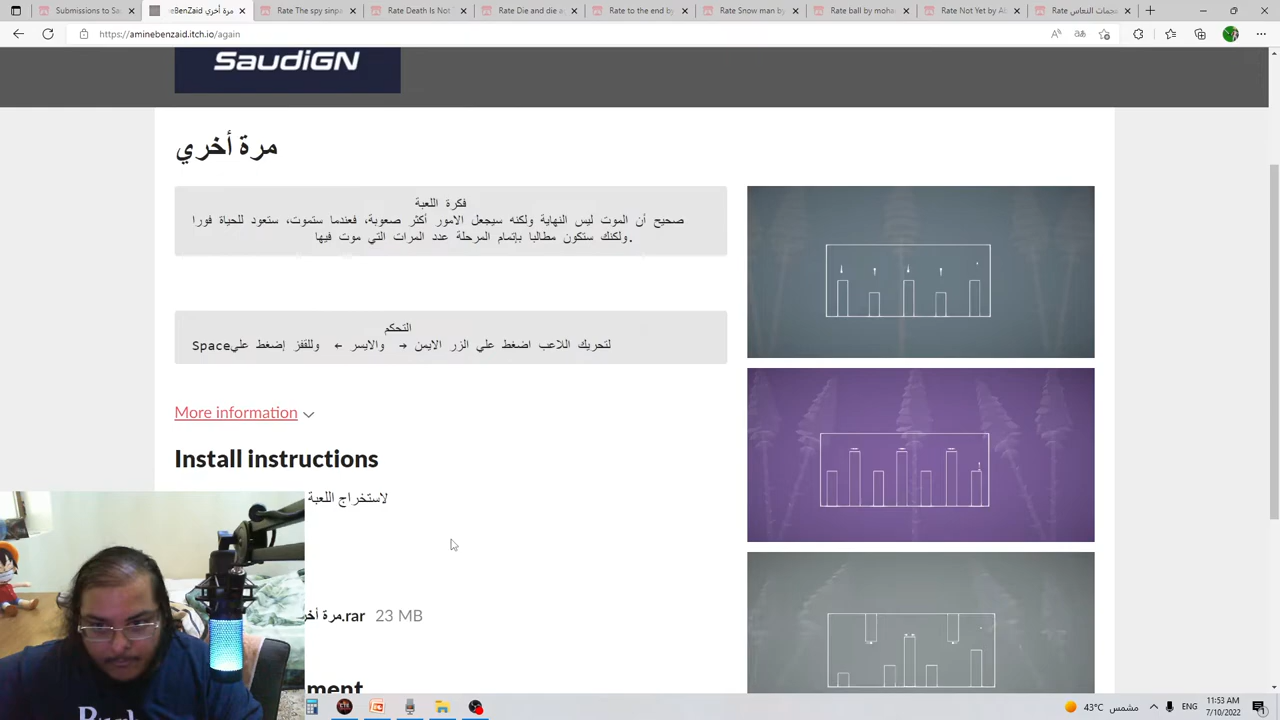 Submissions to Sa
eBenZaid مرة أخري
Rate The spy sinpa
Rate Death Is Not
Rate Die and die a
Rate to the end by
Rate Snow man by
Rate ball by moha
Rate Not Yet by A
Rate صحبات النعاس
https://aminebenzaid.itch.io/again
SaudiGN
مرة أخري
فكرة اللعبة
صحيح أن الموت ليس النهاية ولكنه سيجعل الامور أكثر صعوبة، فعندما ستموت، ستعود للحياة فورا
ولكنك ستكون مطالبا بإتمام المرحلة عدد المرات التي موت فيها.
التحكم
لتحريك اللاعب اضغط علي الزر الايمن → والايسر ← وللقفز إضغط عليSpace
More information
Install instructions
لاستخراج اللعبة
مرة أخر.rar 23 MB
ment
43°C مشمس
ENG
11:53 AM
7/10/2022